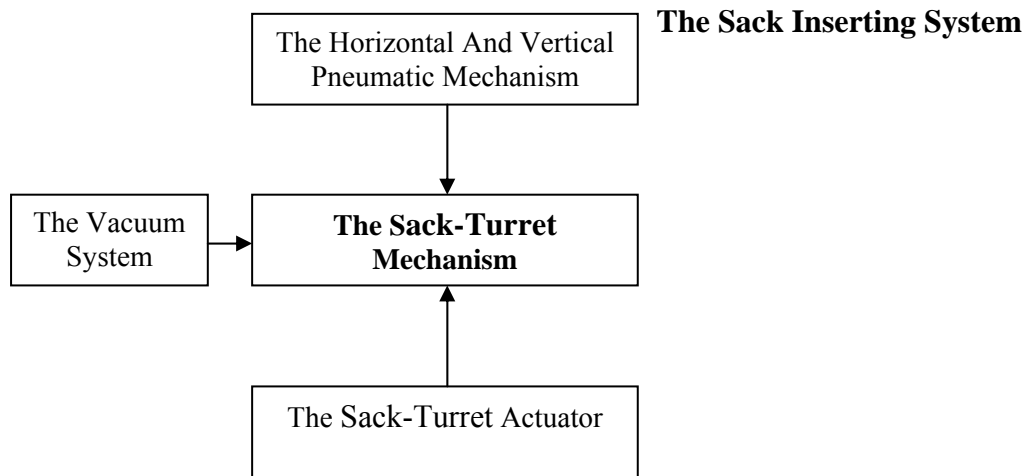 The Sack Inserting System
The Horizontal And Vertical
Pneumatic Mechanism
The Vacuum
System
The Sack-Turret
Mechanism
The Sack-Turret Actuator